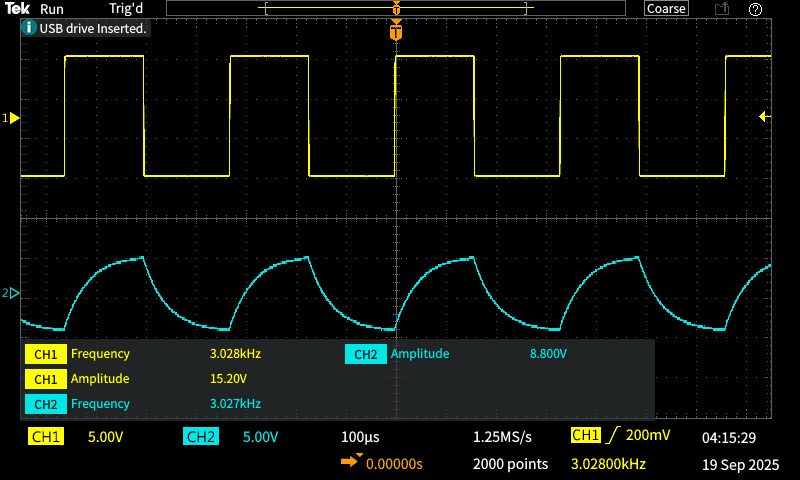 Tek Run Trig'd Coarse
T
USB drive Inserted.
T
1
2
CH1 Frequency 3.028kHz CH2 Amplitude 8.800V
CH1 Amplitude 15.20V
CH2 Frequency 3.027kHz
CH1 5.00V CH2 5.00V 100µs 1.25MS/s CH1 200mV 04:15:29
0.00000s 2000 points 3.02800kHz 19 Sep 2025